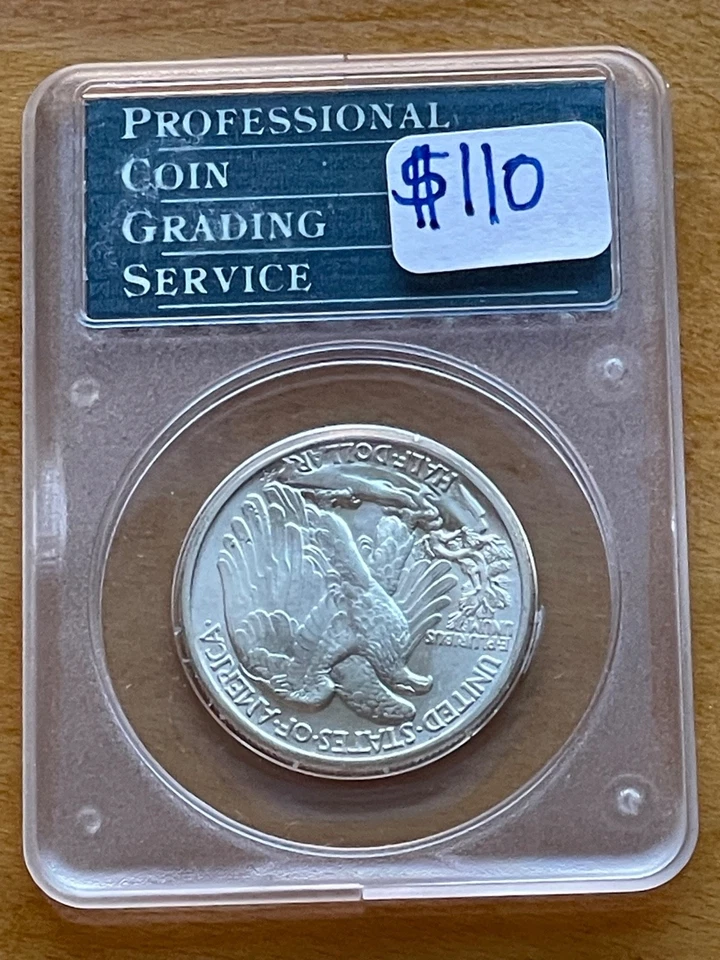 PROFESSIONAL
COIN
GRADING
SERVICE
$110
HALF DOLLAR
E PLURIBUS
UNUM
UNITED·STATES·OF·AMERICA·